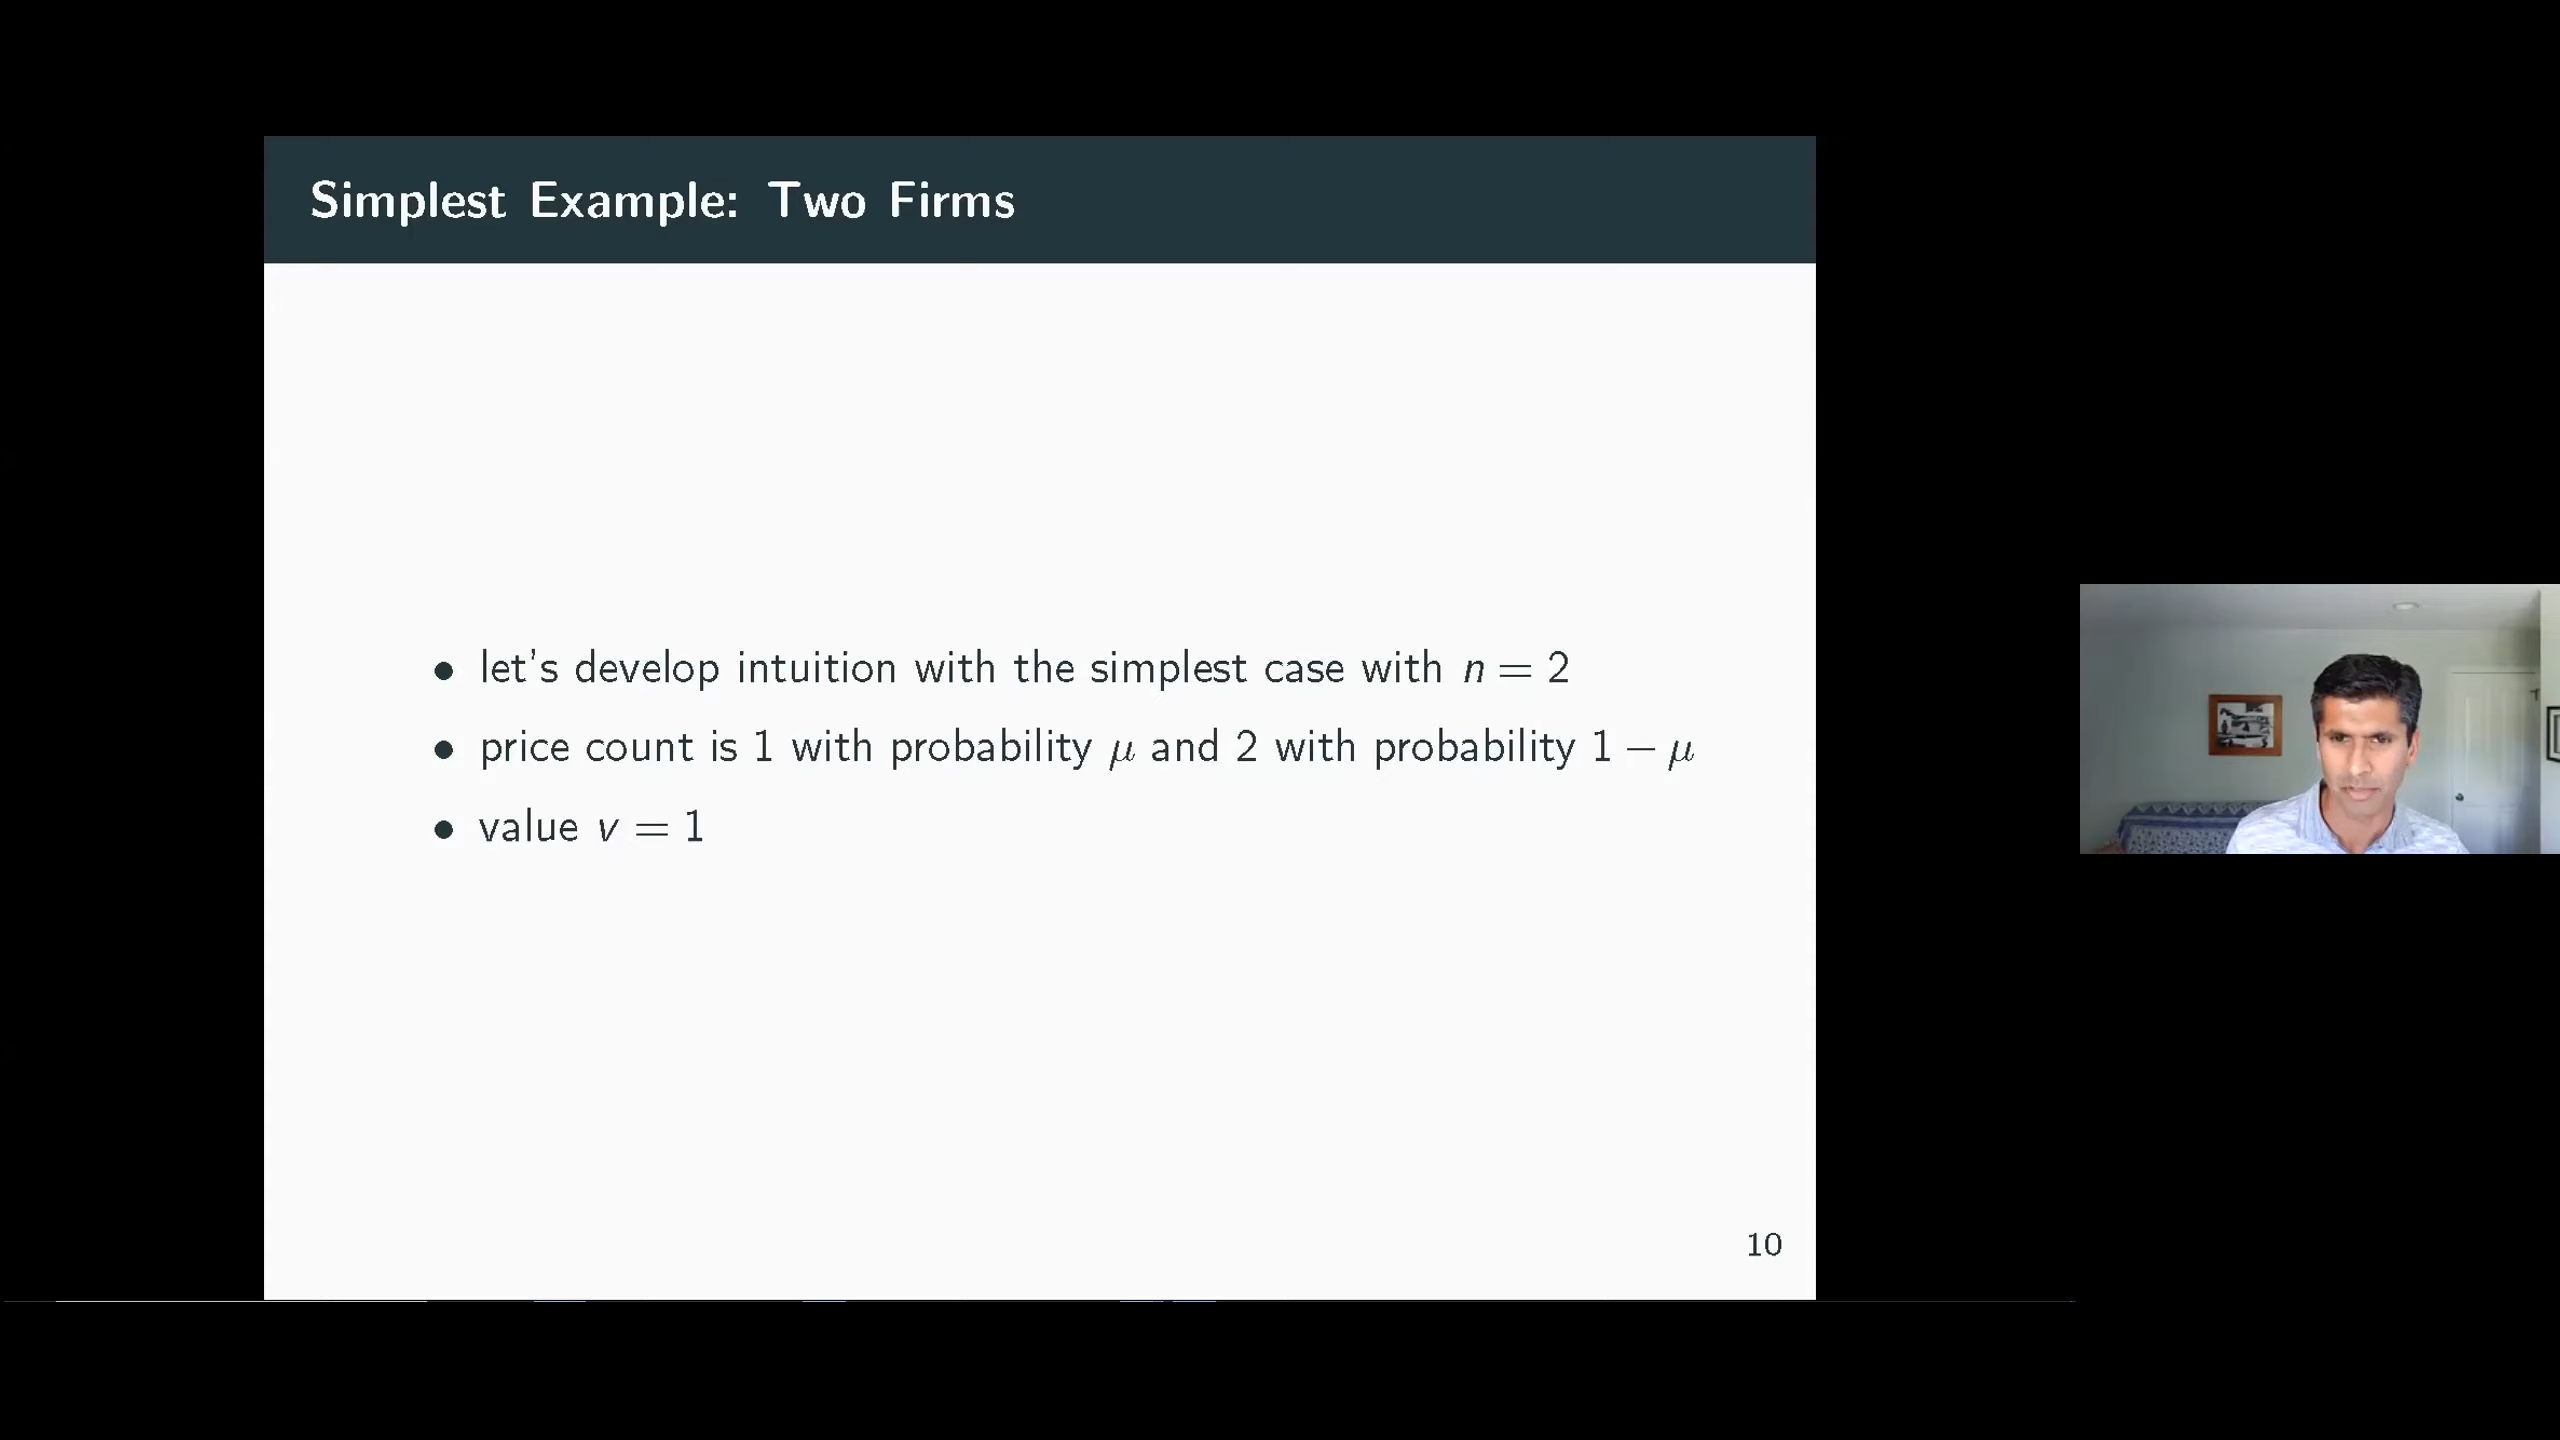 Simplest Example: Two Firms
• let's develop intuition with the simplest case with n = 2
• price count is 1 with probability μ and 2 with probability 1 − μ
• value v = 1
10